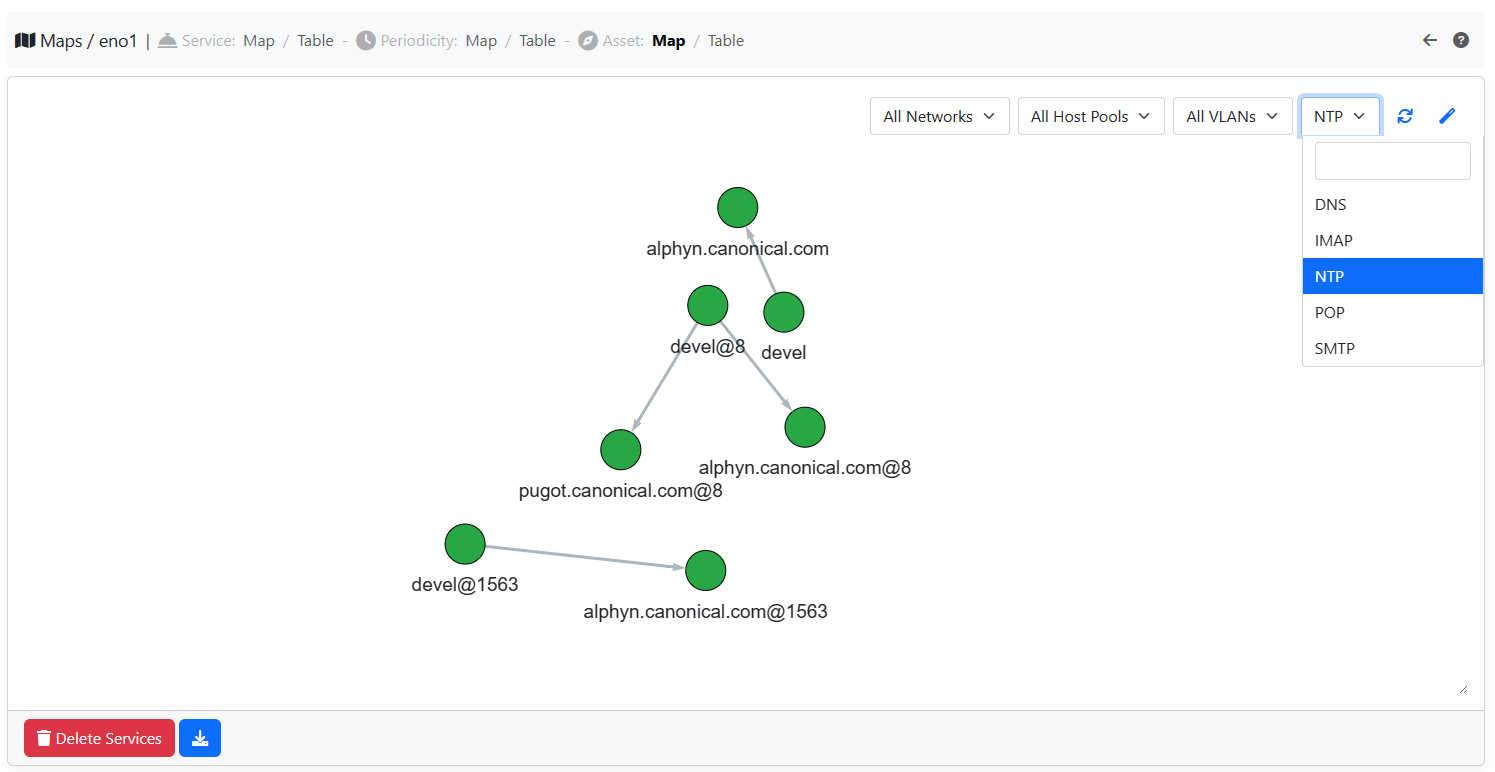 Maps / eno1 | Service: Map / Table - Periodicity: Map / Table - Asset: Map / Table
All Networks All Host Pools All VLANs NTP
DNS
IMAP
NTP
POP
SMTP
alphyn.canonical.com
devel@8
devel
alphyn.canonical.com@8
pugot.canonical.com@8
devel@1563
alphyn.canonical.com@1563
Delete Services